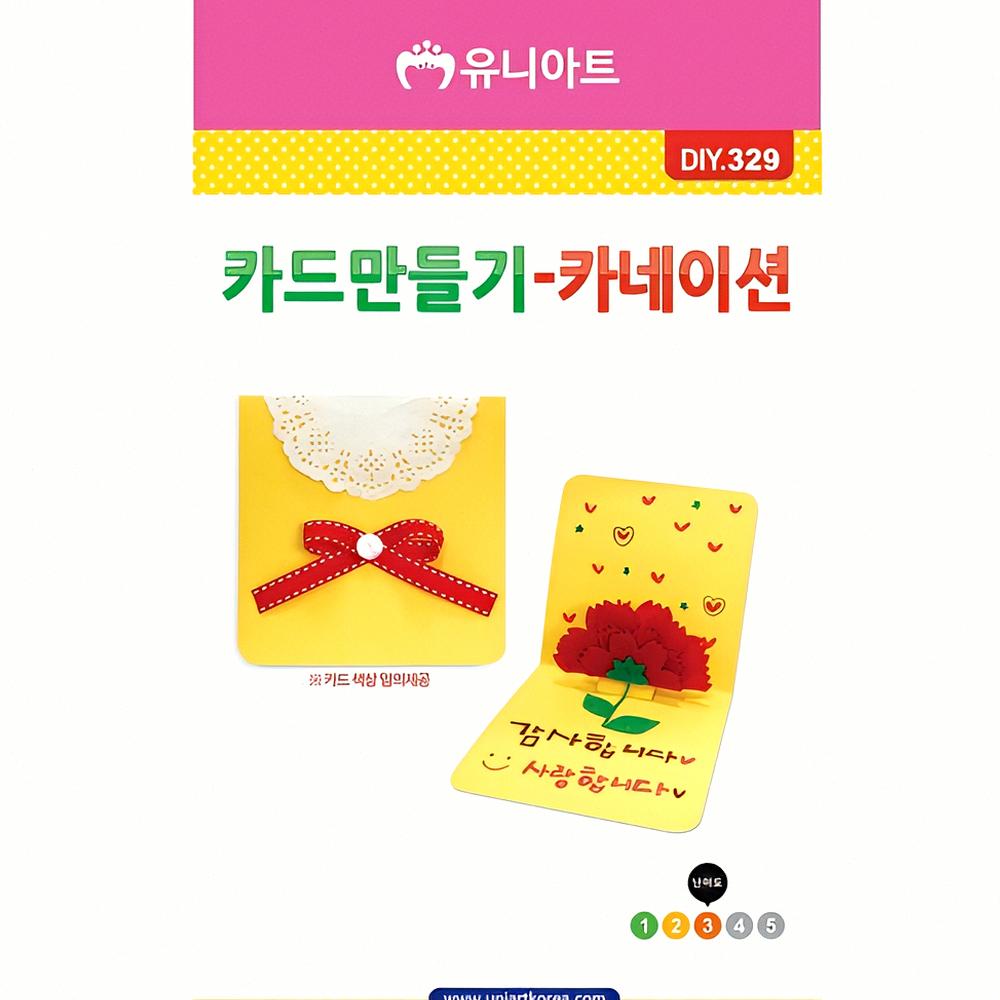 유니아트
DIY.329
카드만들기-카네이션
※ 카드 색상 임의제공
감사합니다
사랑합니다
난이도
1 2 3 4 5
www.uniartkorea.com